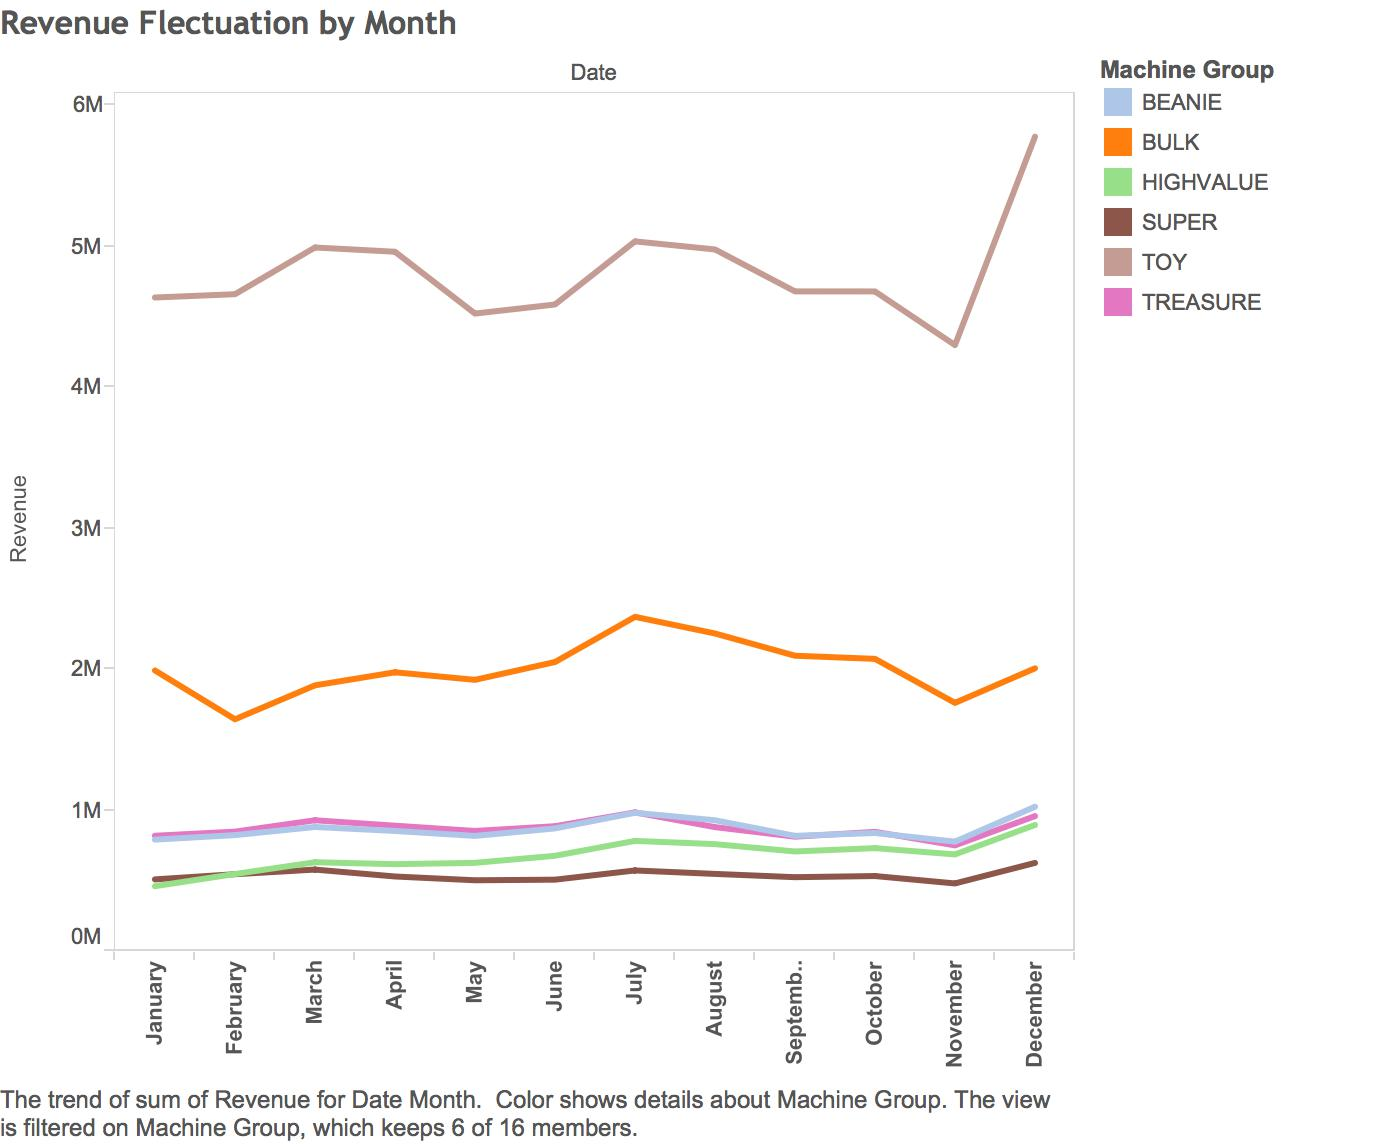 Revenue Flectuation by Month
Date
Machine Group
BEANIE
BULK
HIGHVALUE
SUPER
TOY
TREASURE
6M
5M
4M
3M
2M
1M
0M
Revenue
January
February
March
April
May
June
July
August
Septemb..
October
November
December
The trend of sum of Revenue for Date Month.  Color shows details about Machine Group. The view
is filtered on Machine Group, which keeps 6 of 16 members.